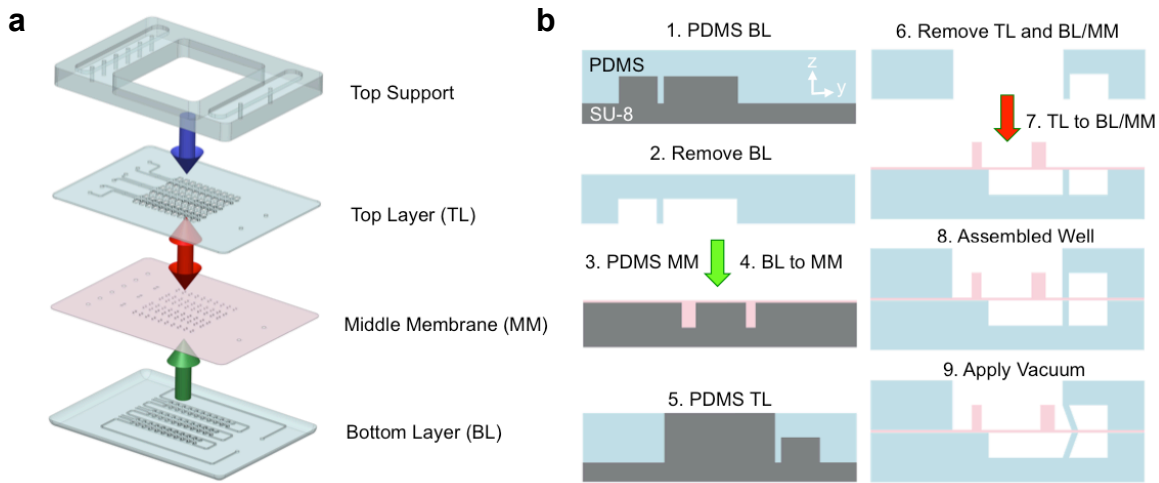 a
Top Support
Top Layer (TL)
Middle Membrane (MM)
Bottom Layer (BL)
b
1. PDMS BL
PDMS
z
y
SU-8
2. Remove BL
3. PDMS MM
4. BL to MM
5. PDMS TL
6. Remove TL and BL/MM
7. TL to BL/MM
8. Assembled Well
9. Apply Vacuum